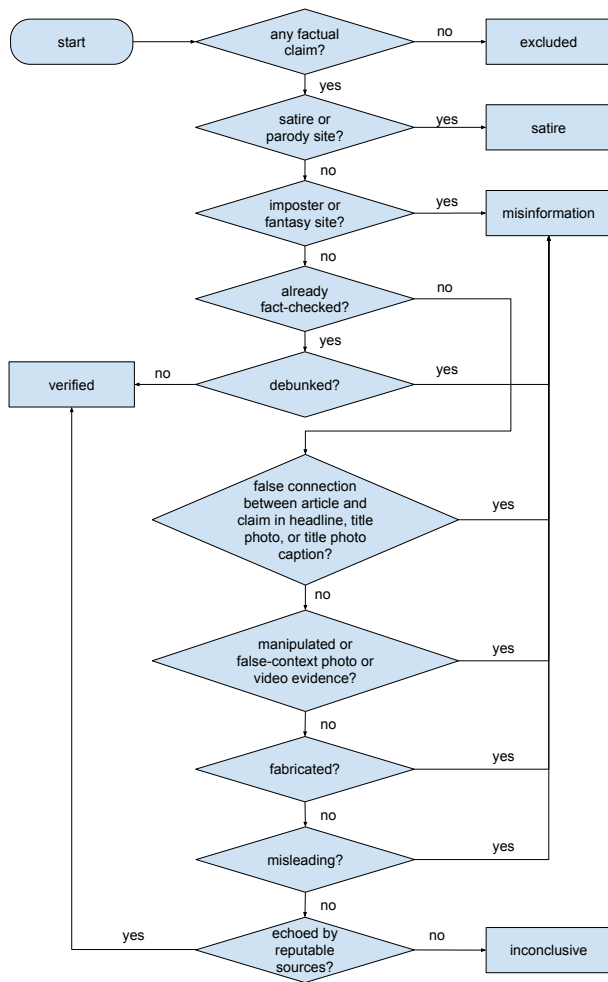 start
any factual
claim?
no
excluded
yes
satire or
parody site?
yes
satire
no
imposter or
fantasy site?
yes
misinformation
no
already
fact-checked?
no
yes
verified
no
debunked?
yes
false connection
between article and
claim in headline, title
photo, or title photo
caption?
yes
no
manipulated or
false-context photo or
video evidence?
yes
no
fabricated?
yes
no
misleading?
yes
no
yes
echoed by
reputable
sources?
no
inconclusive